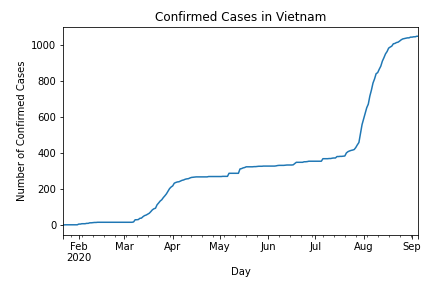 Confirmed Cases in Vietnam
Number of Confirmed Cases
1000
800
600
400
200
0
Feb Mar Apr May Jun Jul Aug Sep
2020
Day